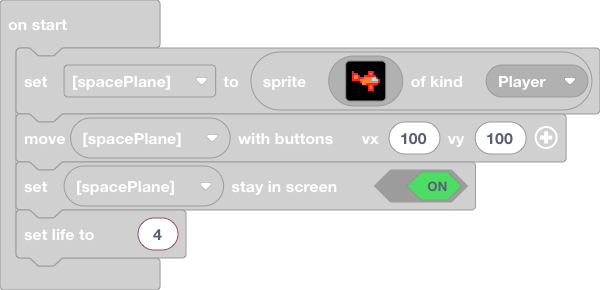 on start
set [spacePlane] to sprite of kind Player
move [spacePlane] with buttons vx 100 vy 100
set [spacePlane] stay in screen ON
set life to 4